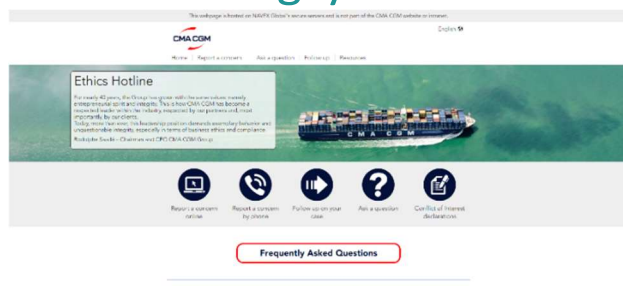 This webpage is hosted on NAVEX Global's secure servers and is not part of the CMA CGM website or intranet.
English
CMA CGM
Home | Report a concern Ask a question Follow up | Resources
Ethics Hotline
For nearly 40 years, this Group has grown with the same values: namely
entrepreneurial spirit and integrity. This is how CMA CGM has become a
respected leader within the industry, respected by our partners and, most
importantly by our clients.
Today, more than ever, this leadership position demands exemplary behavior and
unquestionable integrity, especially in terms of business ethics and compliance.
Rodolphe Saadé – Chairman and CEO CMA CGM Group
CMA CGM
Report a concern
online
Report a concern
by phone
Follow up on your
case
Ask a question
Conflict of Interest
declarations
Frequently Asked Questions